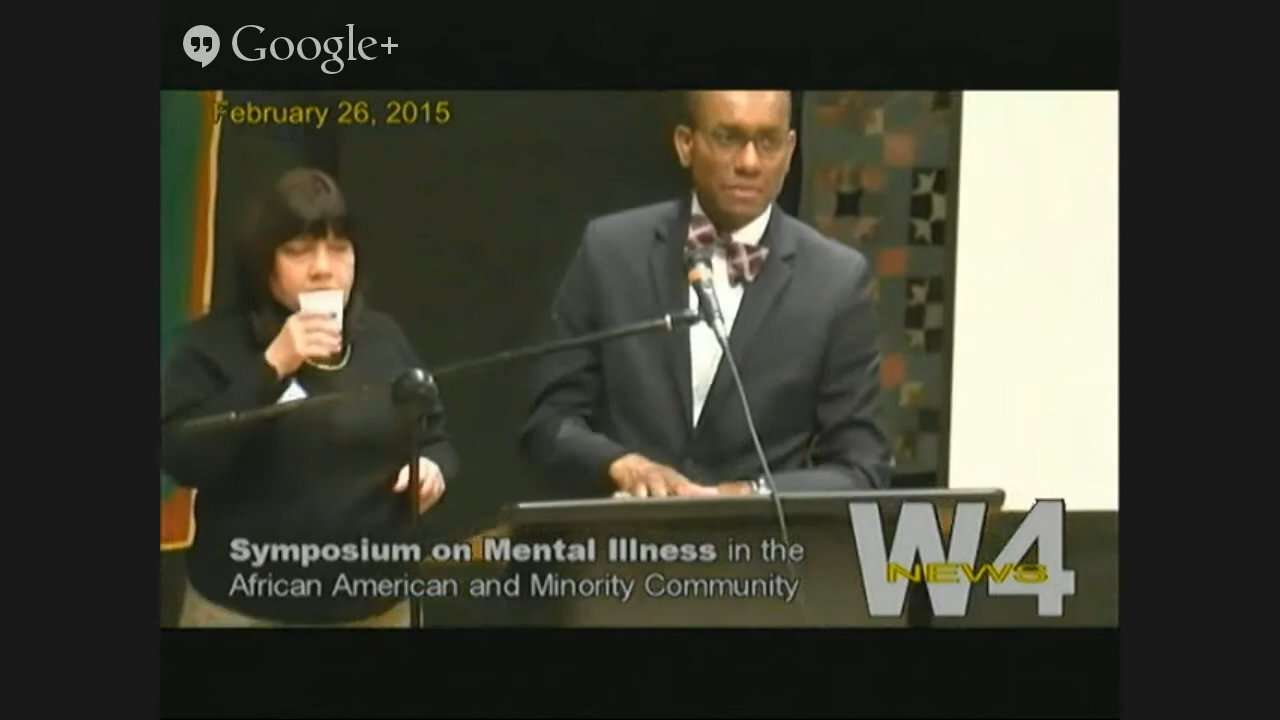 Google+
February 26, 2015
Symposium on Mental Illness in the
African American and Minority Community
W4
NEWS